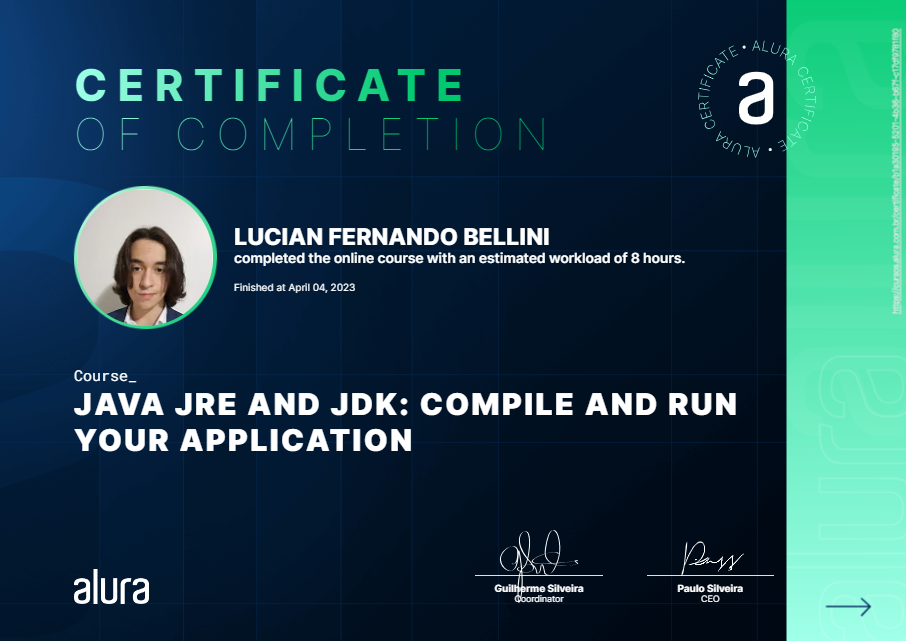 CERTIFICATE
OF COMPLETION
ALURA CERTIFICATE • ALURA CERTIFICATE •
a
LUCIAN FERNANDO BELLINI
completed the online course with an estimated workload of 8 hours.
Finished at April 04, 2023
Course_
JAVA JRE AND JDK: COMPILE AND RUN
YOUR APPLICATION
alura
Guilherme Silveira
Coordinator
Paulo Silveira
CEO
alura